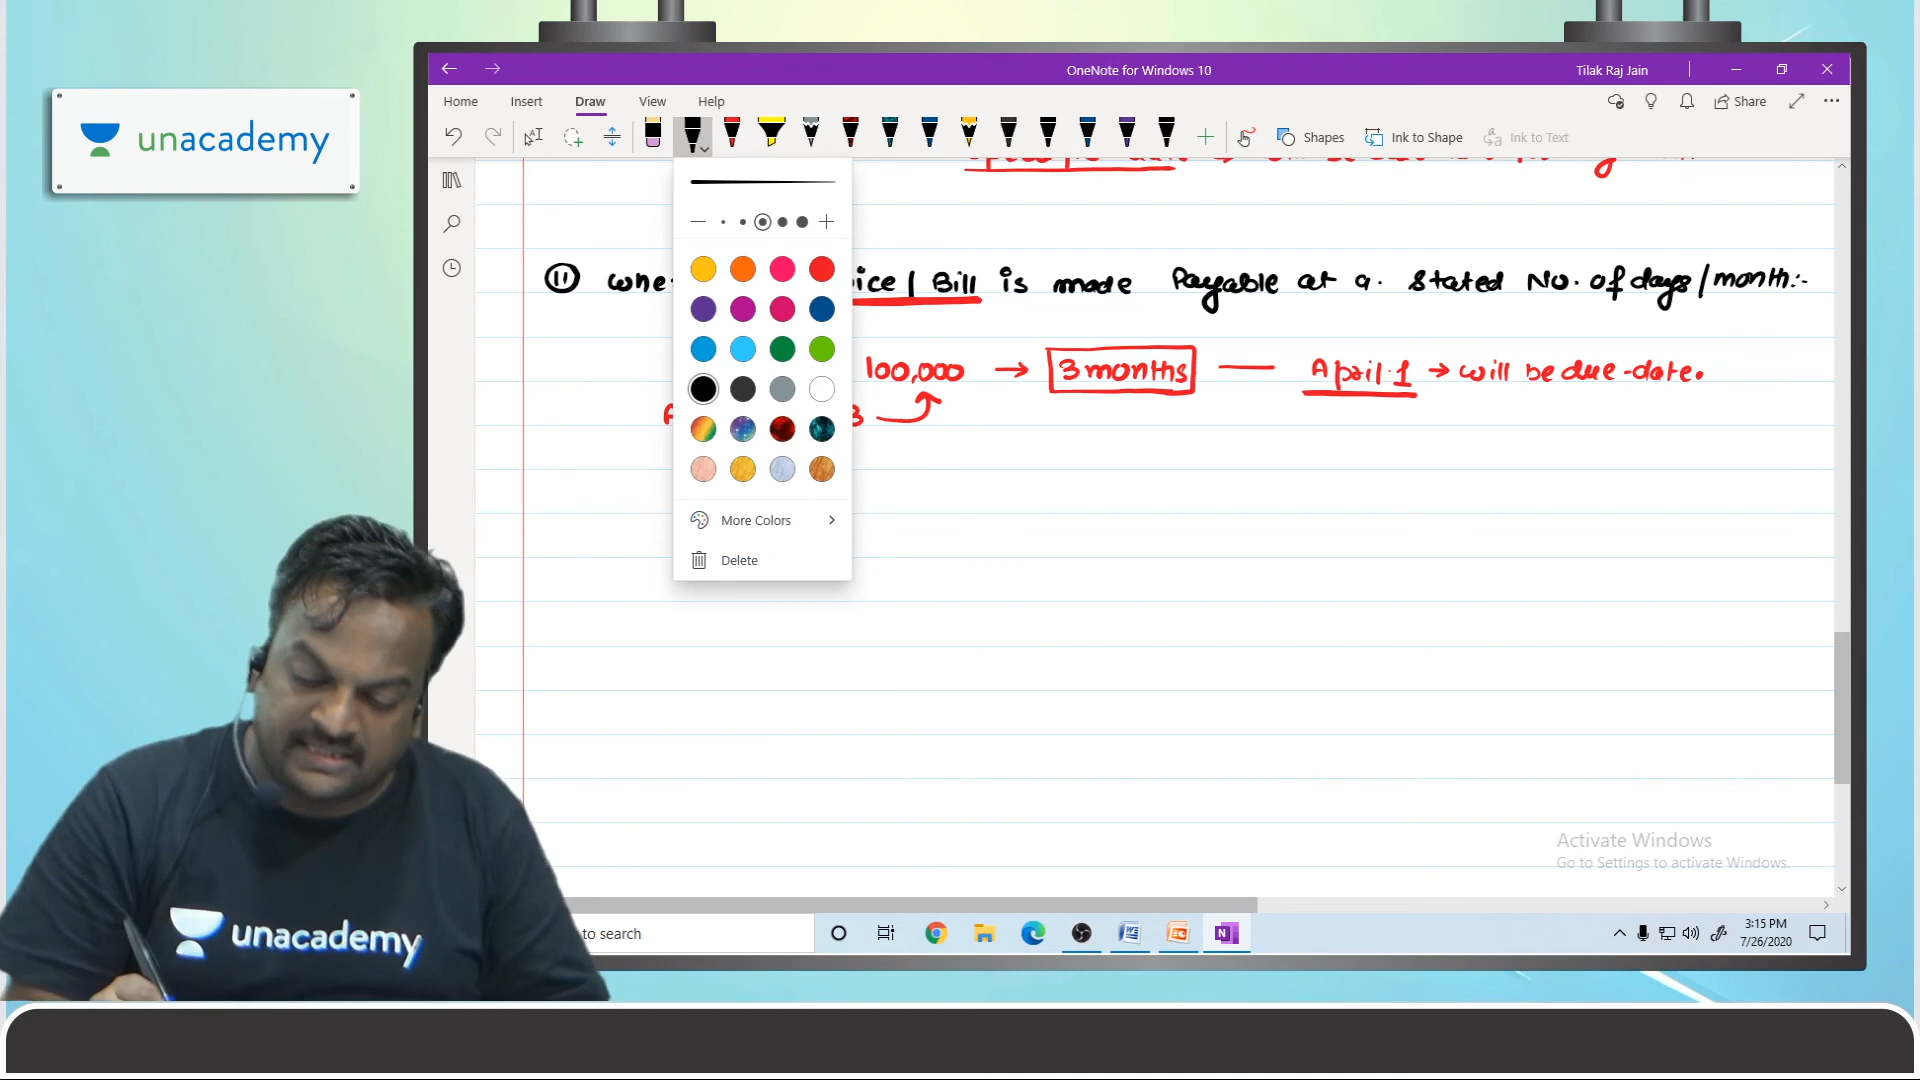 OneNote for Windows 10
Tilak Raj Jain
unacademy
Home Insert Draw View Help
Share
Shapes Ink to Shape Ink to Text
(11) ice / Bill is made Payable at a. Stated No. of days / month:-
100,000 → 3 months — April 1 → will be due-date.
More Colors
Delete
Activate Windows
Go to Settings to activate Windows.
unacademy
to search
3:15 PM
7/26/2020